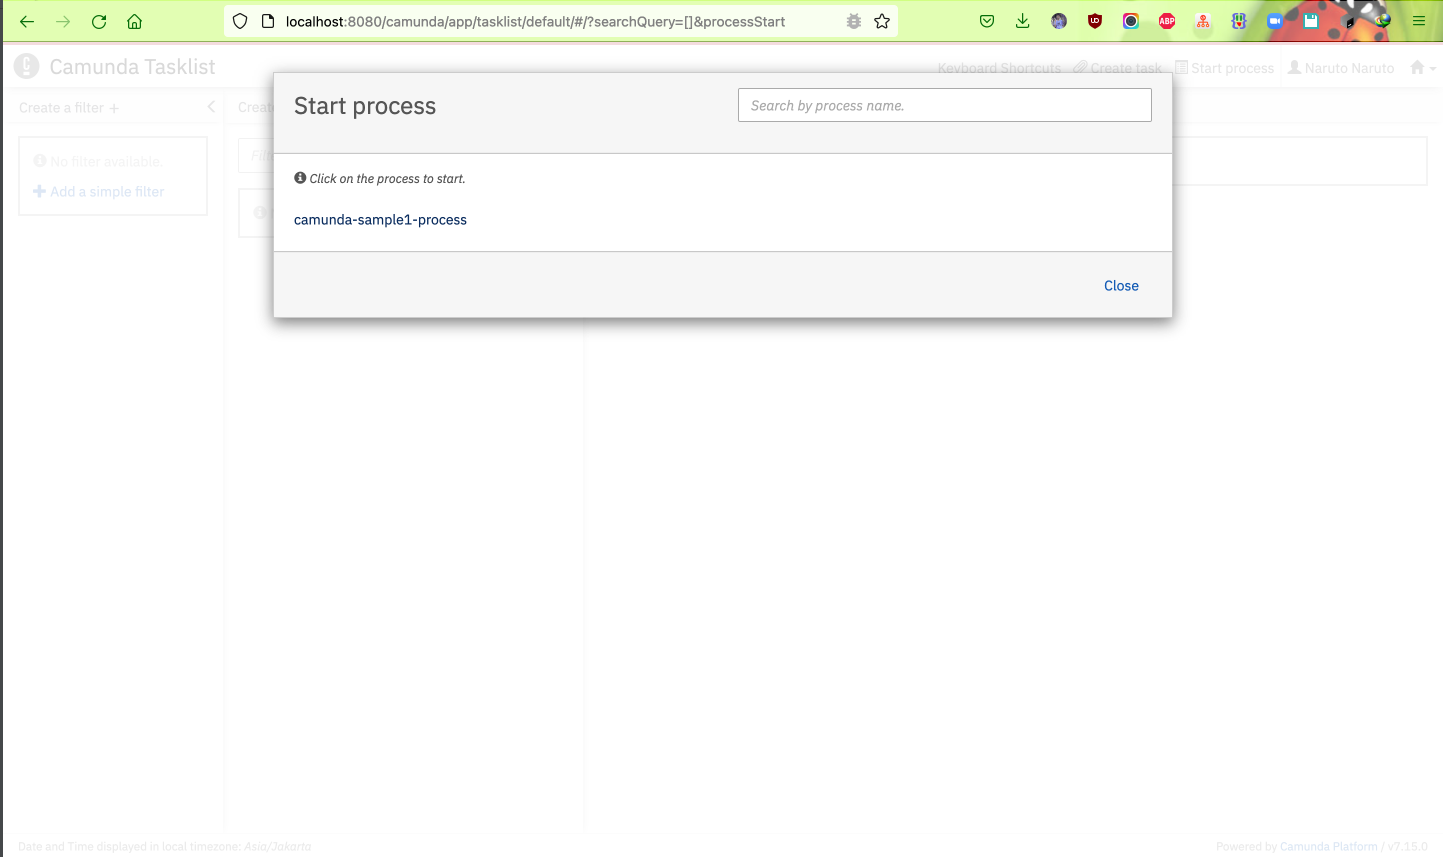 localhost:8080/camunda/app/tasklist/default/#/?searchQuery=[]&processStart
Camunda Tasklist
Keyboard Shortcuts Create task Start process Naruto Naruto
Create a filter +
Start process
Search by process name.
No filter available.
Add a simple filter
Click on the process to start.
camunda-sample1-process
Close
Date and Time displayed in local timezone: Asia/Jakarta
Powered by Camunda Platform / v7.15.0